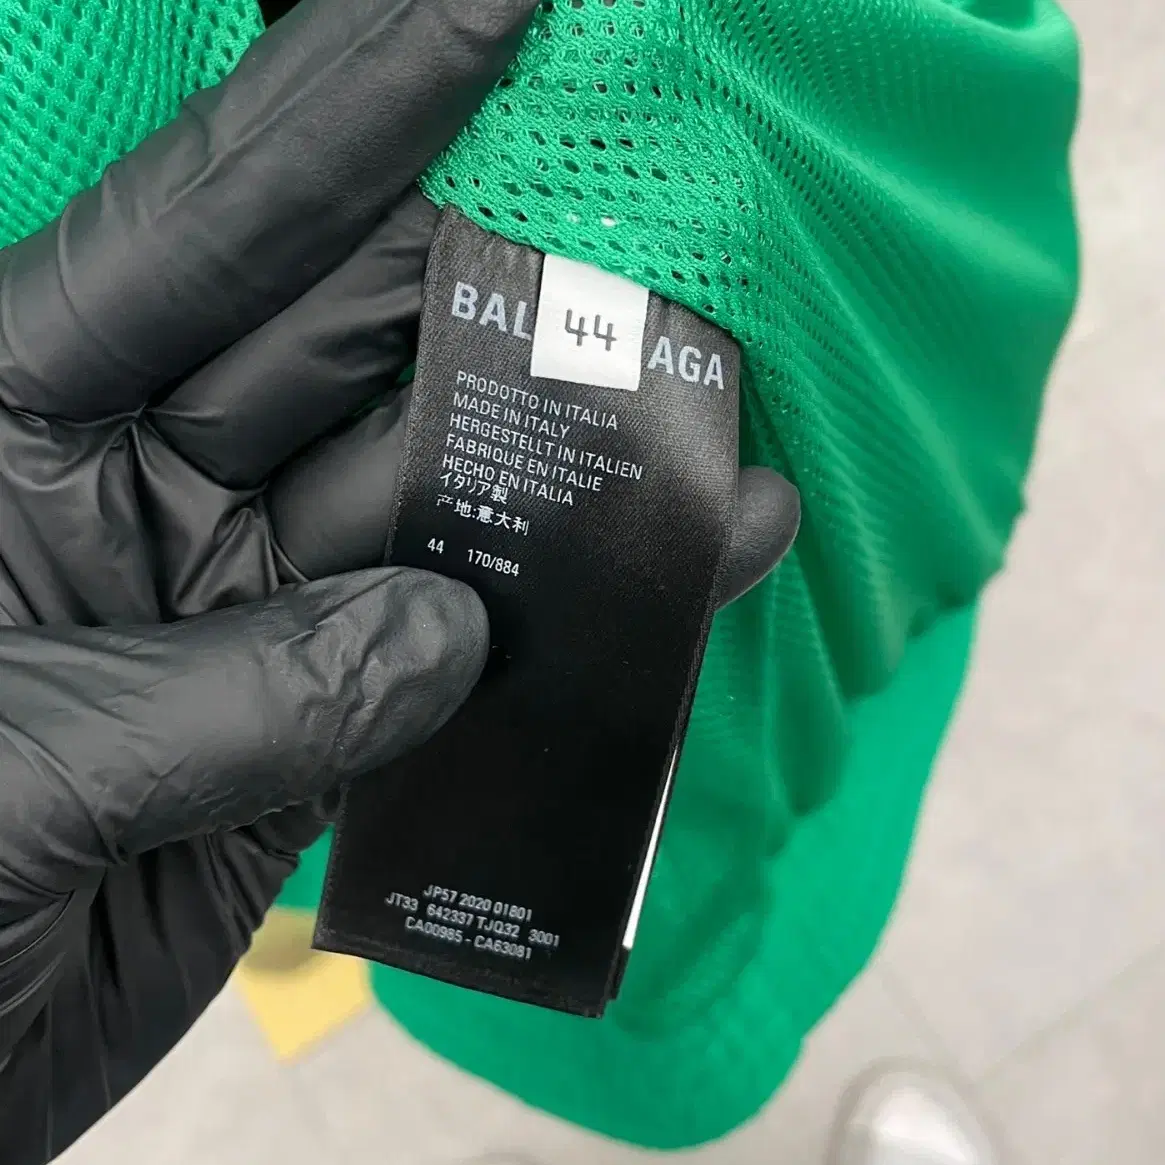 BAL 44 AGA
PRODOTTO IN ITALIA
MADE IN ITALY
HERGESTELLT IN ITALIEN
FABRIQUE EN ITALIE
HECHO EN ITALIA
イタリア製
产地:意大利
44 170/884
JP57 2020 01801
JT33 642337 TJQ32 3001
CA00985 - CA63081